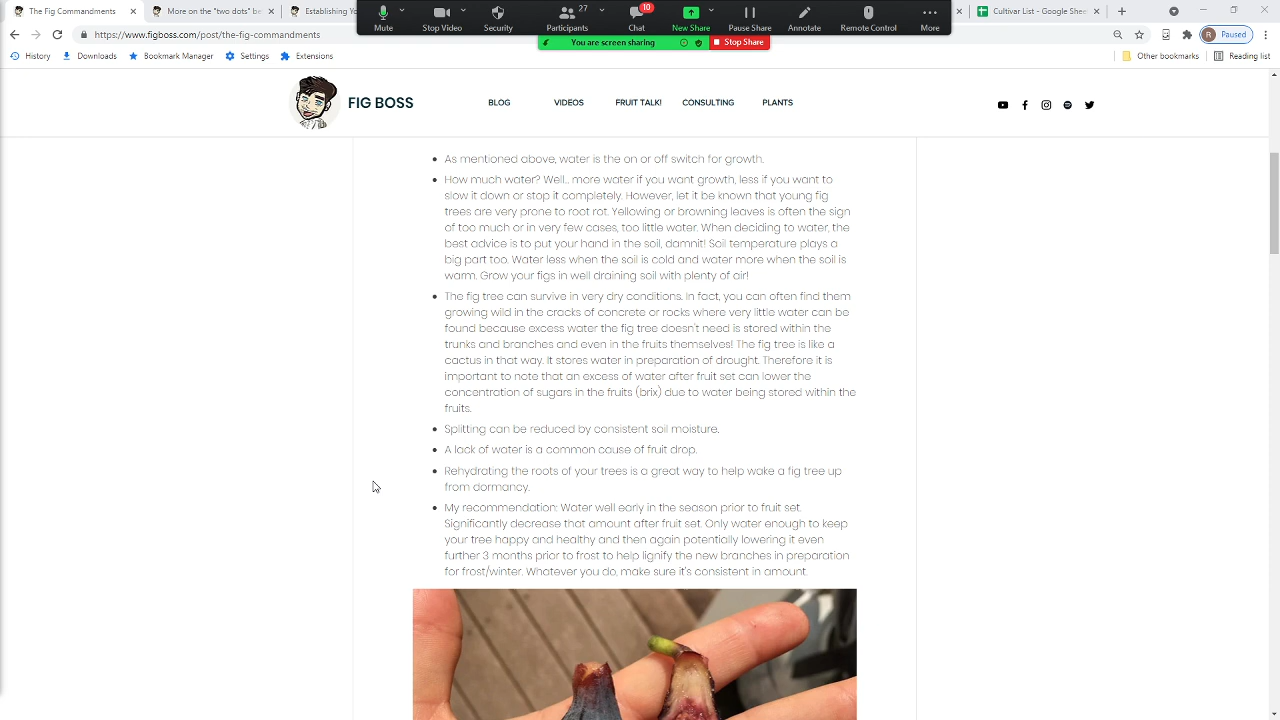 The Fig Commandments
More on the "two dots" be
Establishing Yo
Cultivar List - Google Shee
Mute
Stop Video
Security
27
Participants
10
Chat
New Share
Pause Share
Annotate
Remote Control
More
You are screen sharing
Stop Share
https://www.figboss.com/post/the-fig-commandments
R
Paused
History
Downloads
Bookmark Manager
Settings
Extensions
Other bookmarks
Reading list
FIG BOSS
BLOG
VIDEOS
FRUIT TALK!
CONSULTING
PLANTS
As mentioned above, water is the on or off switch for growth.
How much water? Well... more water if you want growth, less if you want to
slow it down or stop it completely. However, let it be known that young fig
trees are very prone to root rot. Yellowing or browning leaves is often the sign
of too much or in very few cases, too little water. When deciding to water, the
best advice is to put your hand in the soil, damnit! Soil temperature plays a
big part too. Water less when the soil is cold and water more when the soil is
warm. Grow your figs in well draining soil with plenty of air!
The fig tree can survive in very dry conditions. In fact, you can often find them
growing wild in the cracks of concrete or rocks where very little water can be
found because excess water the fig tree doesn't need is stored within the
trunks and branches and even in the fruits themselves! The fig tree is like a
cactus in that way. It stores water in preparation of drought. Therefore it is
important to note that an excess of water after fruit set can lower the
concentration of sugars in the fruits (brix) due to water being stored within the
fruits.
Splitting can be reduced by consistent soil moisture.
A lack of water is a common cause of fruit drop.
Rehydrating the roots of your trees is a great way to help wake a fig tree up
from dormancy.
My recommendation: Water well early in the season prior to fruit set.
Significantly decrease that amount after fruit set. Only water enough to keep
your tree happy and healthy and then again potentially lowering it even
further 3 months prior to frost to help lignify the new branches in preparation
for frost/winter. Whatever you do, make sure it's consistent in amount.